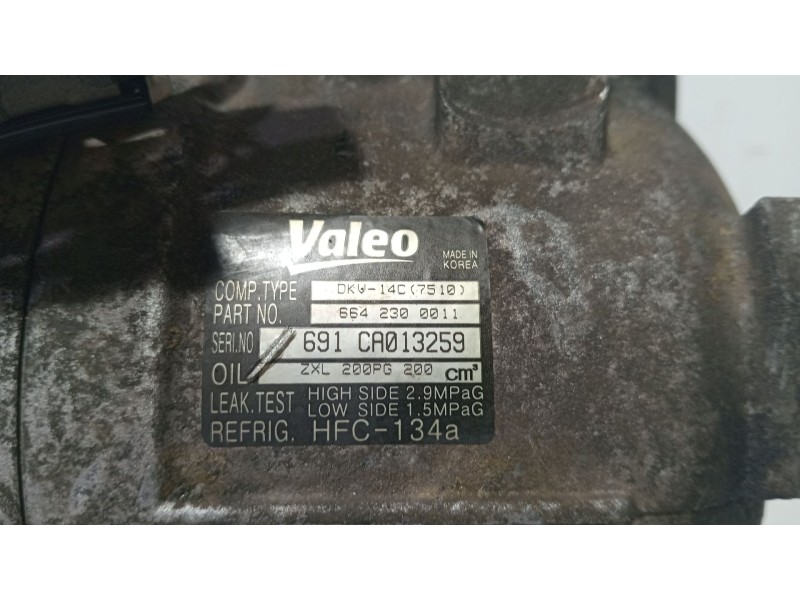 Valeo
MADE IN
KOREA
COMP.TYPE DKV-14C(7510)
PART NO. 664 230 0011
SERI.NO 691 CA013259
OIL ZXL 200PG 200 cm³
LEAK.TEST HIGH SIDE 2.9MPaG
LOW SIDE 1.5MPaG
REFRIG. HFC-134a